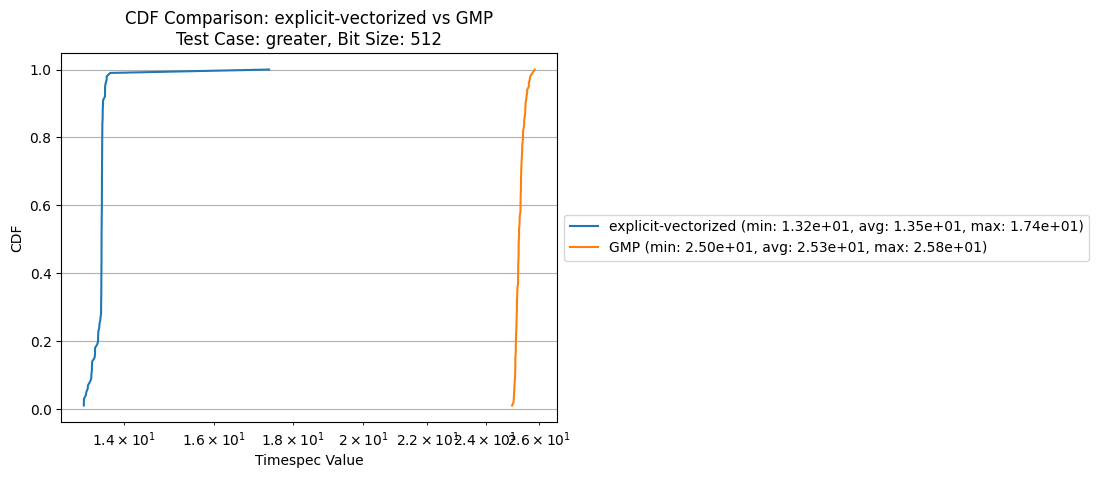 CDF Comparison: explicit-vectorized vs GMP
Test Case: greater, Bit Size: 512
1.0
0.8
0.6
0.4
0.2
0.0
CDF
explicit-vectorized (min: 1.32e+01, avg: 1.35e+01, max: 1.74e+01)
GMP (min: 2.50e+01, avg: 2.53e+01, max: 2.58e+01)
1.4 × 10¹ 1.6 × 10¹ 1.8 × 10¹ 2 × 10¹ 2.2 × 10¹ 2.4 × 10¹ 2.6 × 10¹
Timespec Value